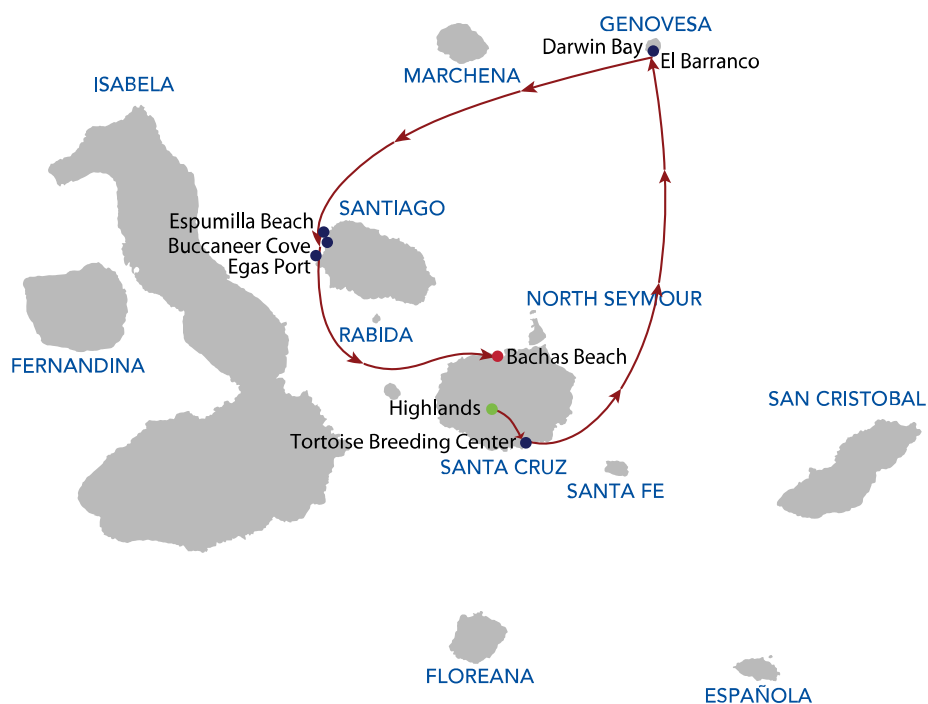 GENOVESA
Darwin Bay
El Barranco
MARCHENA
ISABELA
SANTIAGO
Espumilla Beach
Buccaneer Cove
Egas Port
NORTH SEYMOUR
RABIDA
FERNANDINA
Bachas Beach
SAN CRISTOBAL
Highlands
Tortoise Breeding Center
SANTA CRUZ
SANTA FE
FLOREANA
ESPAÑOLA